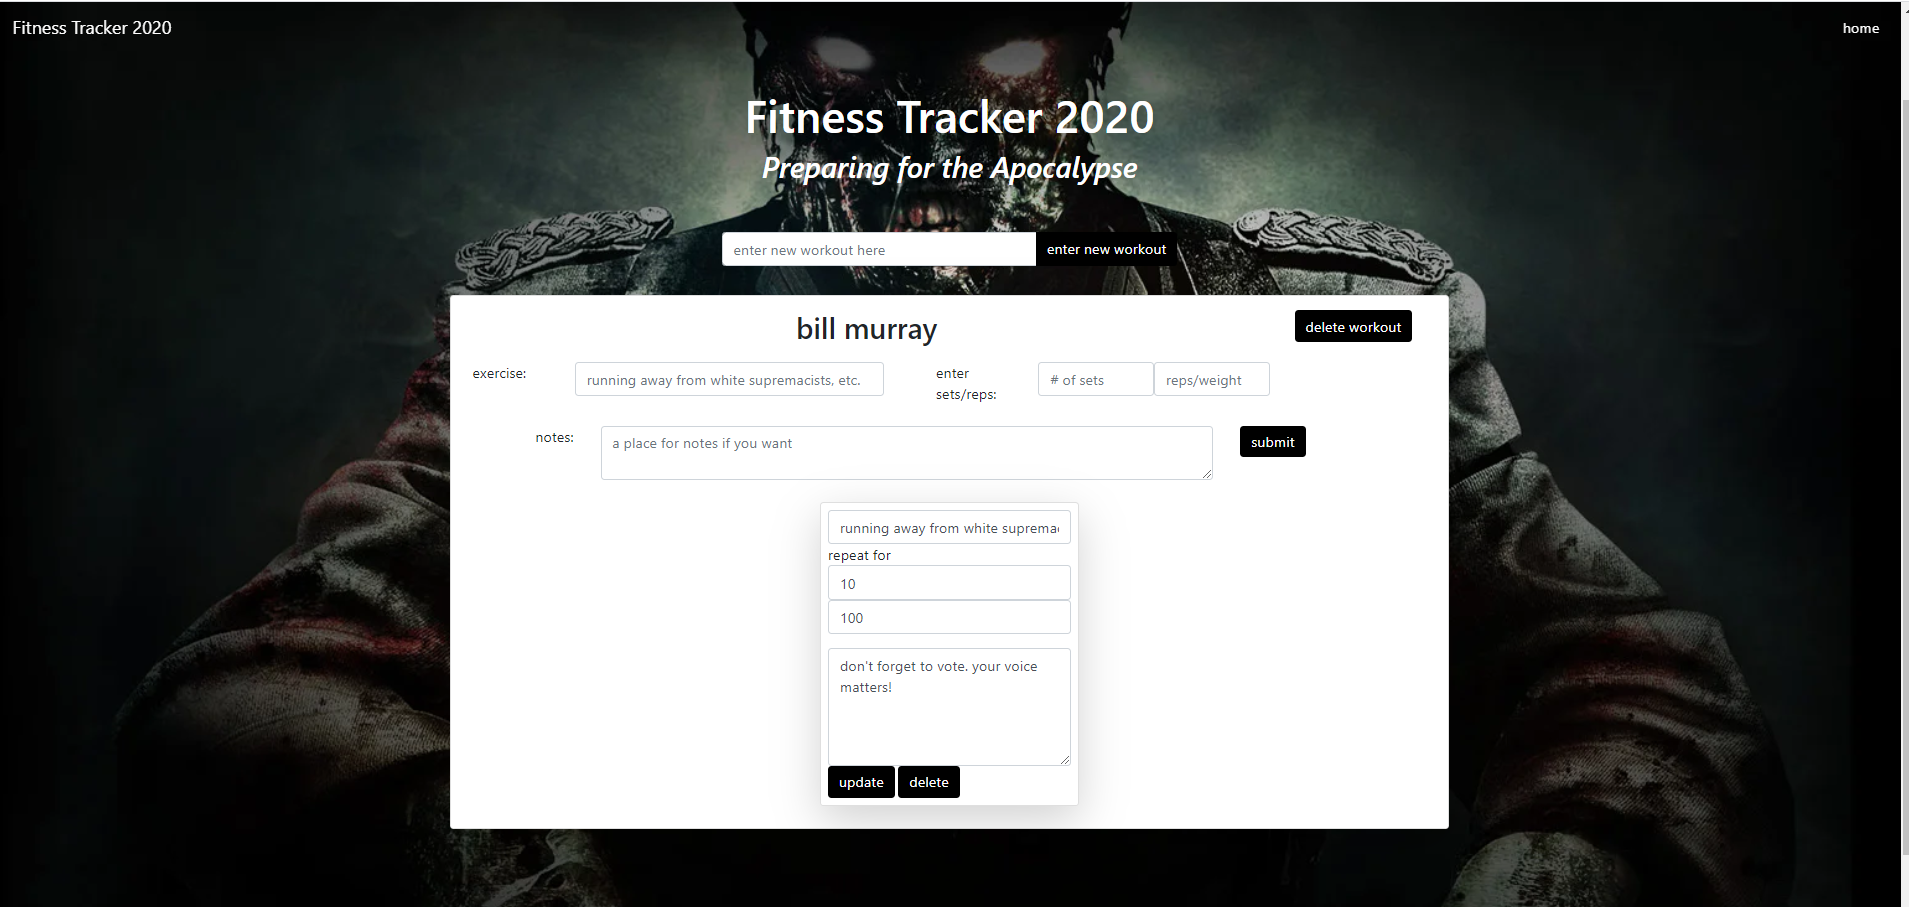 Fitness Tracker 2020
home
Fitness Tracker 2020
Preparing for the Apocalypse
enter new workout here
enter new workout
bill murray
delete workout
exercise:
running away from white supremacists, etc.
enter
sets/reps:
# of sets
reps/weight
notes:
a place for notes if you want
submit
running away from white suprema
repeat for
10
100
don't forget to vote. your voice
matters!
update
delete